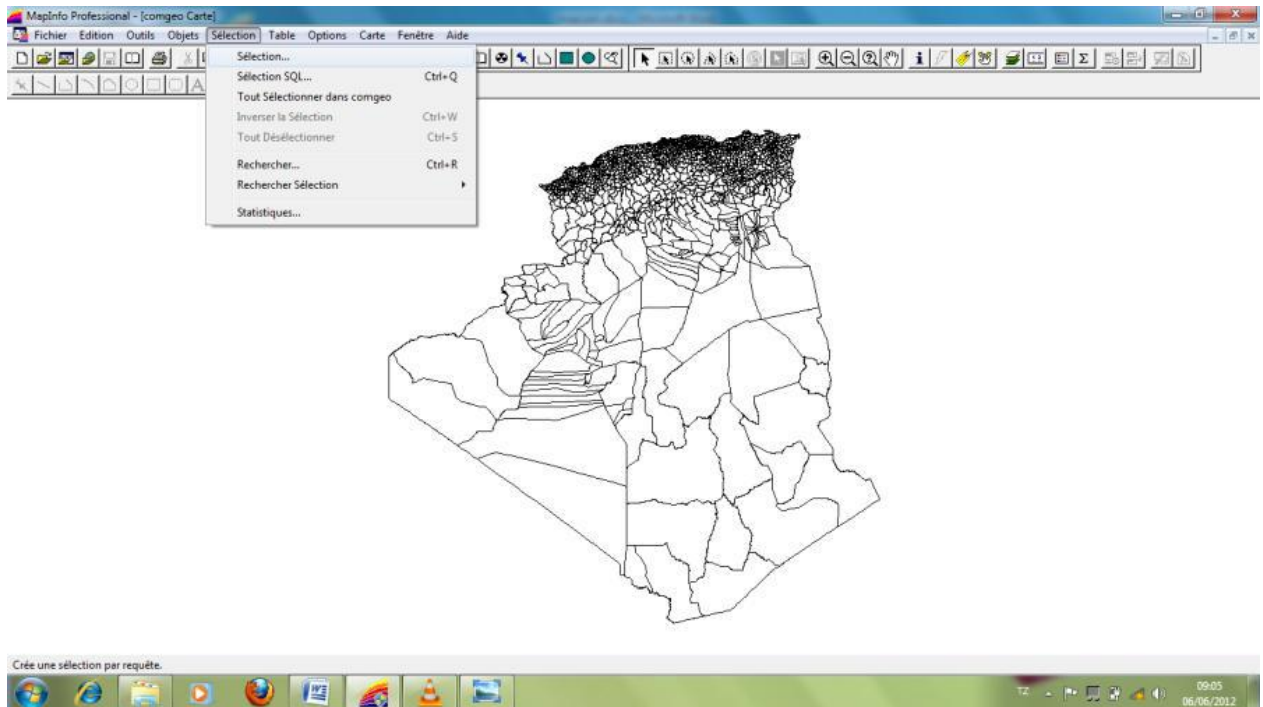 MapInfo Professional - [comgeo Carte]
Fichier Edition Outils Objets Sélection Table Options Carte Fenêtre Aide
Sélection...
Sélection SQL... Ctrl+Q
Tout Sélectionner dans comgeo
Inverser la Sélection Ctrl+W
Tout Désélectionner Ctrl+S
Rechercher... Ctrl+R
Rechercher Sélection
Statistiques...
Crée une sélection par requête.
TZ
09:05
06/06/2012